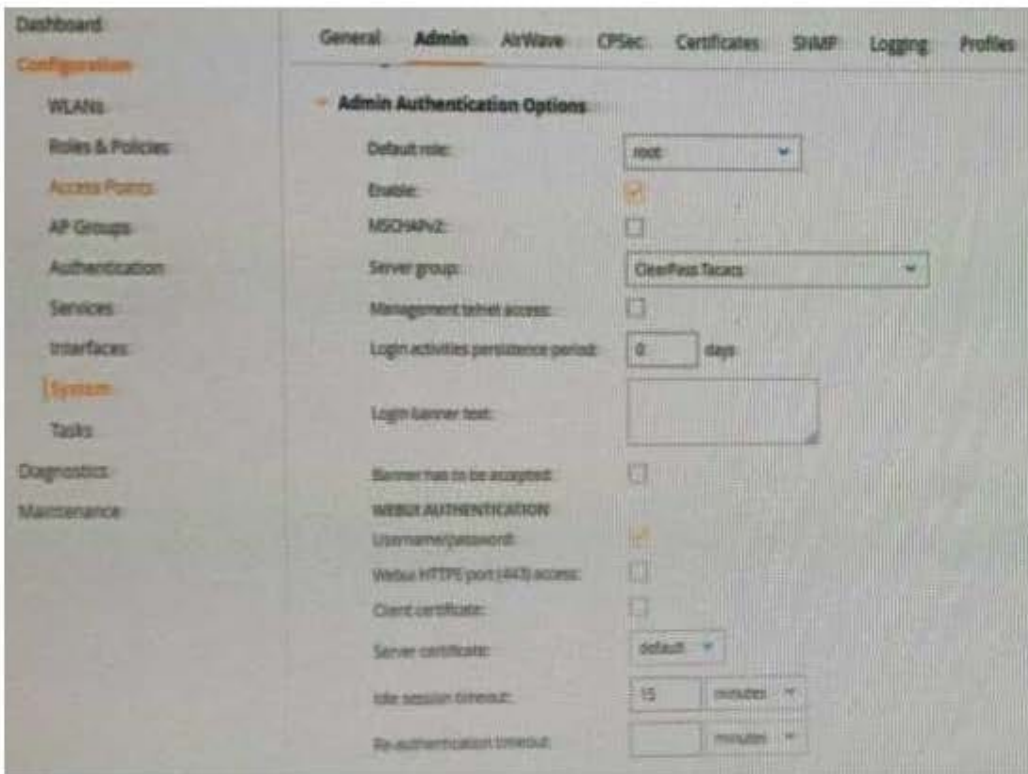 Dashboard
Configuration
WLANs
Roles & Policies
Access Points
AP Groups
Authentication
Services
Interfaces
System
Tasks
Diagnostics
Maintenance
General Admin AirWave CPSec Certificates SNMP Logging Profiles
Admin Authentication Options
Default role: root
Enable:
MSCHAPv2:
Server group: ClearPass Tacacs
Management telnet access:
Login activities persistence period: 0 days
Login banner text:
Banner has to be accepted:
WEBUI AUTHENTICATION
Username/password:
Webui HTTPS port (443) access:
Client certificate:
Server certificate: default
Idle session timeout: 15 minutes
Re-authentication timeout: minutes